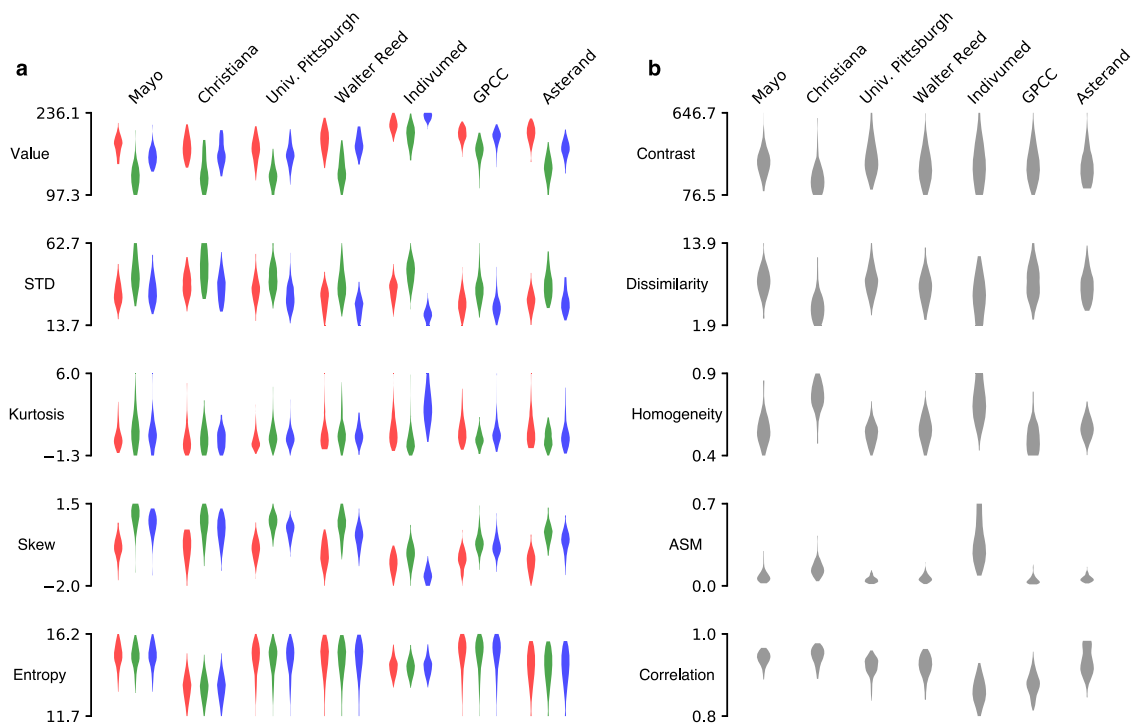 a
Mayo
Christiana
Univ. Pittsburgh
Walter Reed
Indivumed
GPCC
Asterand
236.1
Value
97.3
62.7
STD
13.7
6.0
Kurtosis
−1.3
1.5
Skew
−2.0
16.2
Entropy
11.7
b
Mayo
Christiana
Univ. Pittsburgh
Walter Reed
Indivumed
GPCC
Asterand
646.7
Contrast
76.5
13.9
Dissimilarity
1.9
0.9
Homogeneity
0.4
0.7
ASM
0.0
1.0
Correlation
0.8